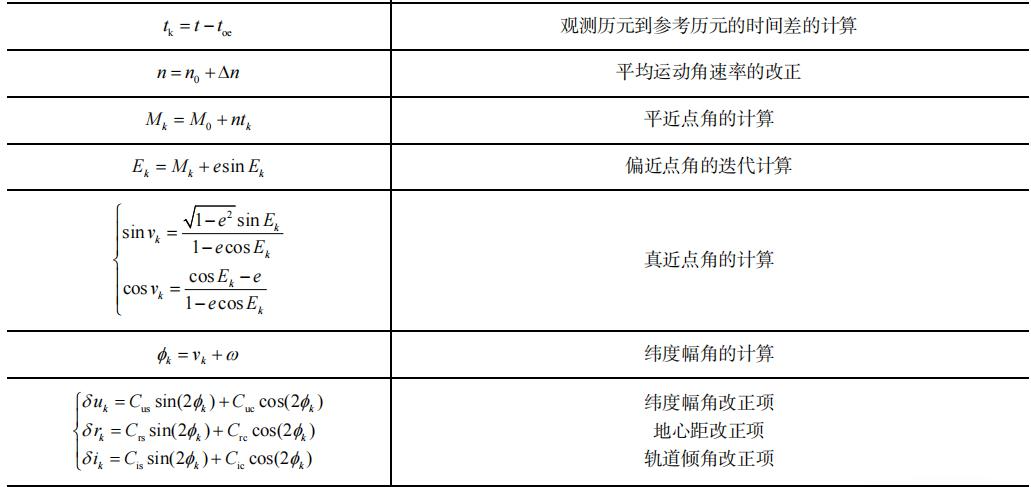 t_k = t − t_oe 观测历元到参考历元的时间差的计算
n = n_0 + Δn 平均运动角速率的改正
M_k = M_0 + nt_k 平近点角的计算
E_k = M_k + e sin E_k 偏近点角的迭代计算
sin v_k = √(1−e²) sin E_k / (1 − e cos E_k)
真近点角的计算
cos v_k = (cos E_k − e) / (1 − e cos E_k)
ϕ_k = v_k + ω 纬度幅角的计算
δu_k = C_us sin(2ϕ_k) + C_uc cos(2ϕ_k) 纬度幅角改正项
δr_k = C_rs sin(2ϕ_k) + C_rc cos(2ϕ_k) 地心距改正项
δi_k = C_is sin(2ϕ_k) + C_ic cos(2ϕ_k) 轨道倾角改正项